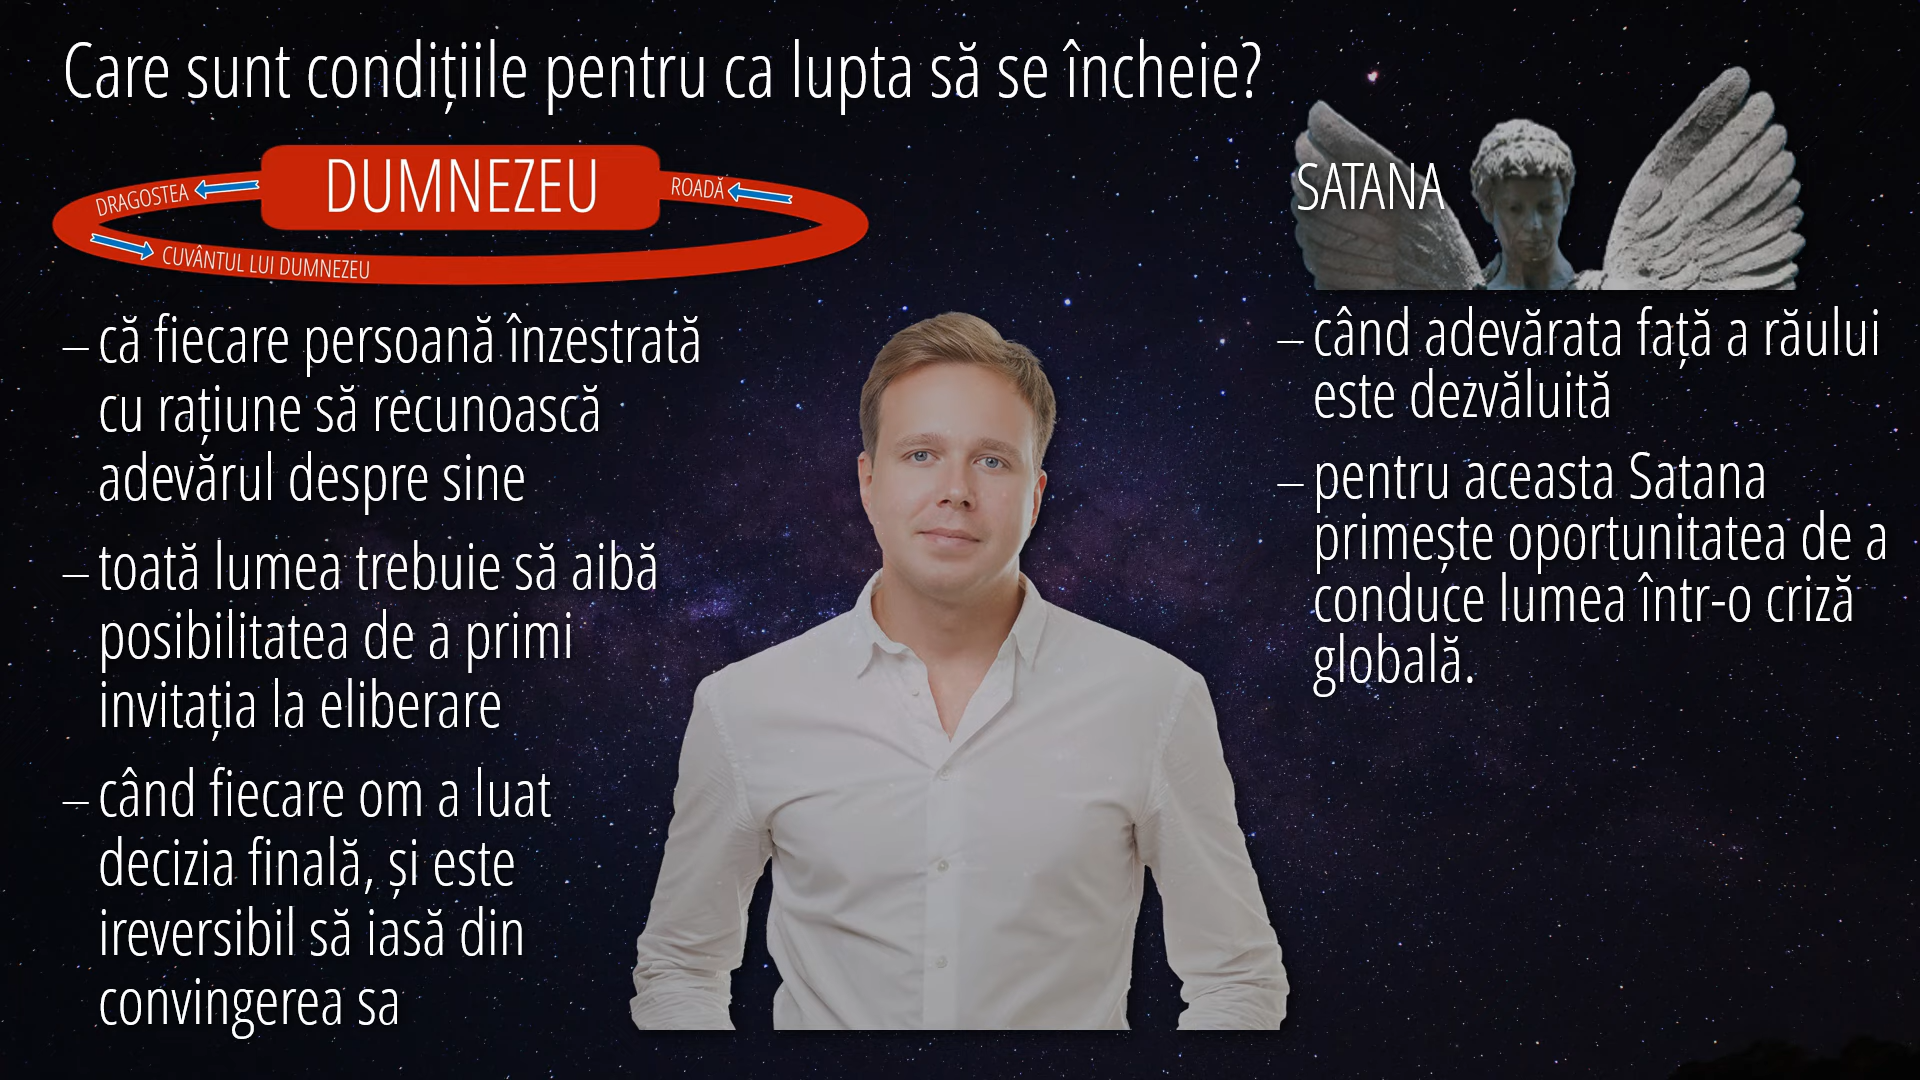 Care sunt condițiile pentru ca lupta să se încheie?
DUMNEZEU
DRAGOSTEA
ROADĂ
CUVÂNTUL LUI DUMNEZEU
– că fiecare persoană înzestrată
cu rațiune să recunoască
adevărul despre sine
– toată lumea trebuie să aibă
posibilitatea de a primi
invitația la eliberare
– când fiecare om a luat
decizia finală, și este
ireversibil să iasă din
convingerea sa
SATANA
– când adevărata față a răului
este dezvăluită
– pentru aceasta Satana
primește oportunitatea de a
conduce lumea într-o criză
globală.